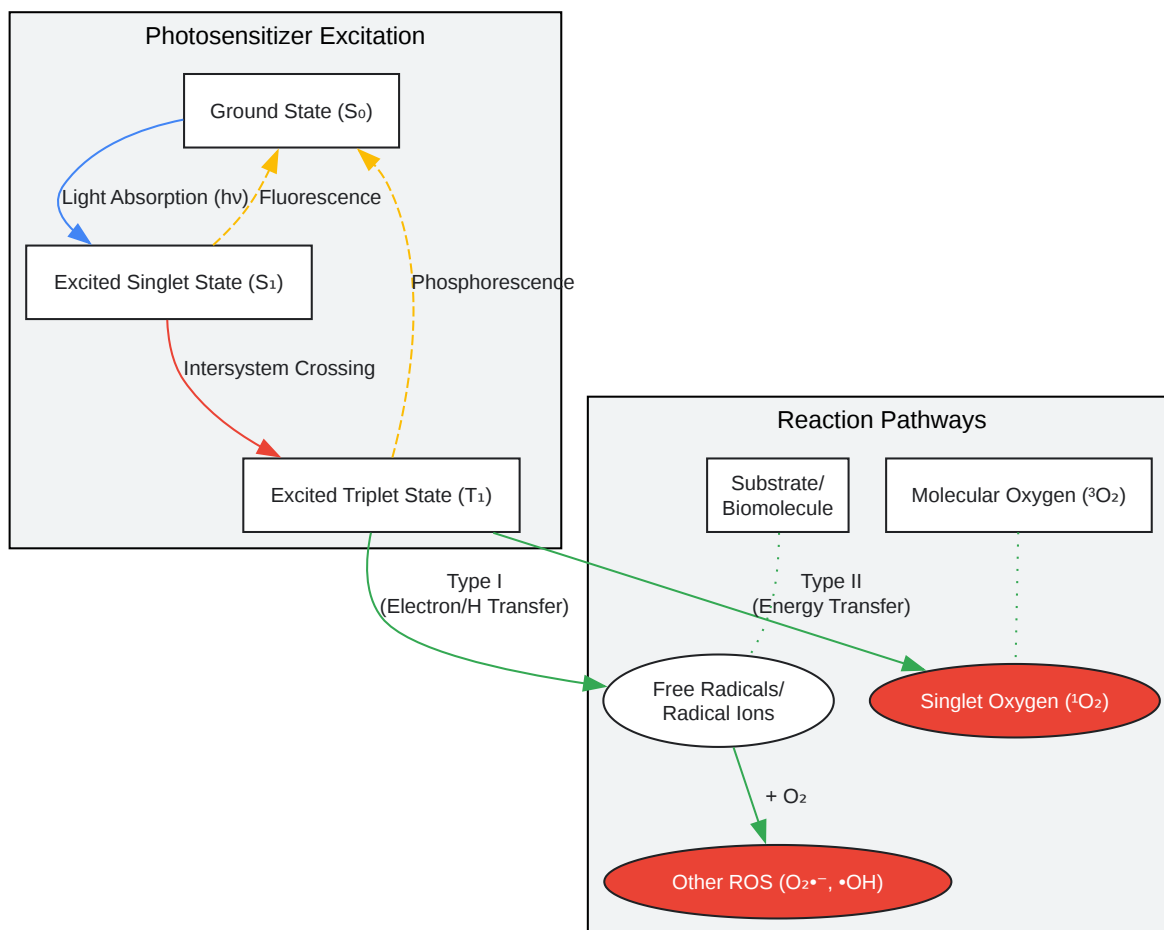 Photosensitizer Excitation
Ground State (S₀)
Light Absorption (hν)
Fluorescence
Excited Singlet State (S₁)
Phosphorescence
Intersystem Crossing
Excited Triplet State (T₁)
Reaction Pathways
Substrate/
Biomolecule
Molecular Oxygen (³O₂)
Type I
(Electron/H Transfer)
Type II
(Energy Transfer)
Free Radicals/
Radical Ions
Singlet Oxygen (¹O₂)
+ O₂
Other ROS (O₂•⁻, •OH)